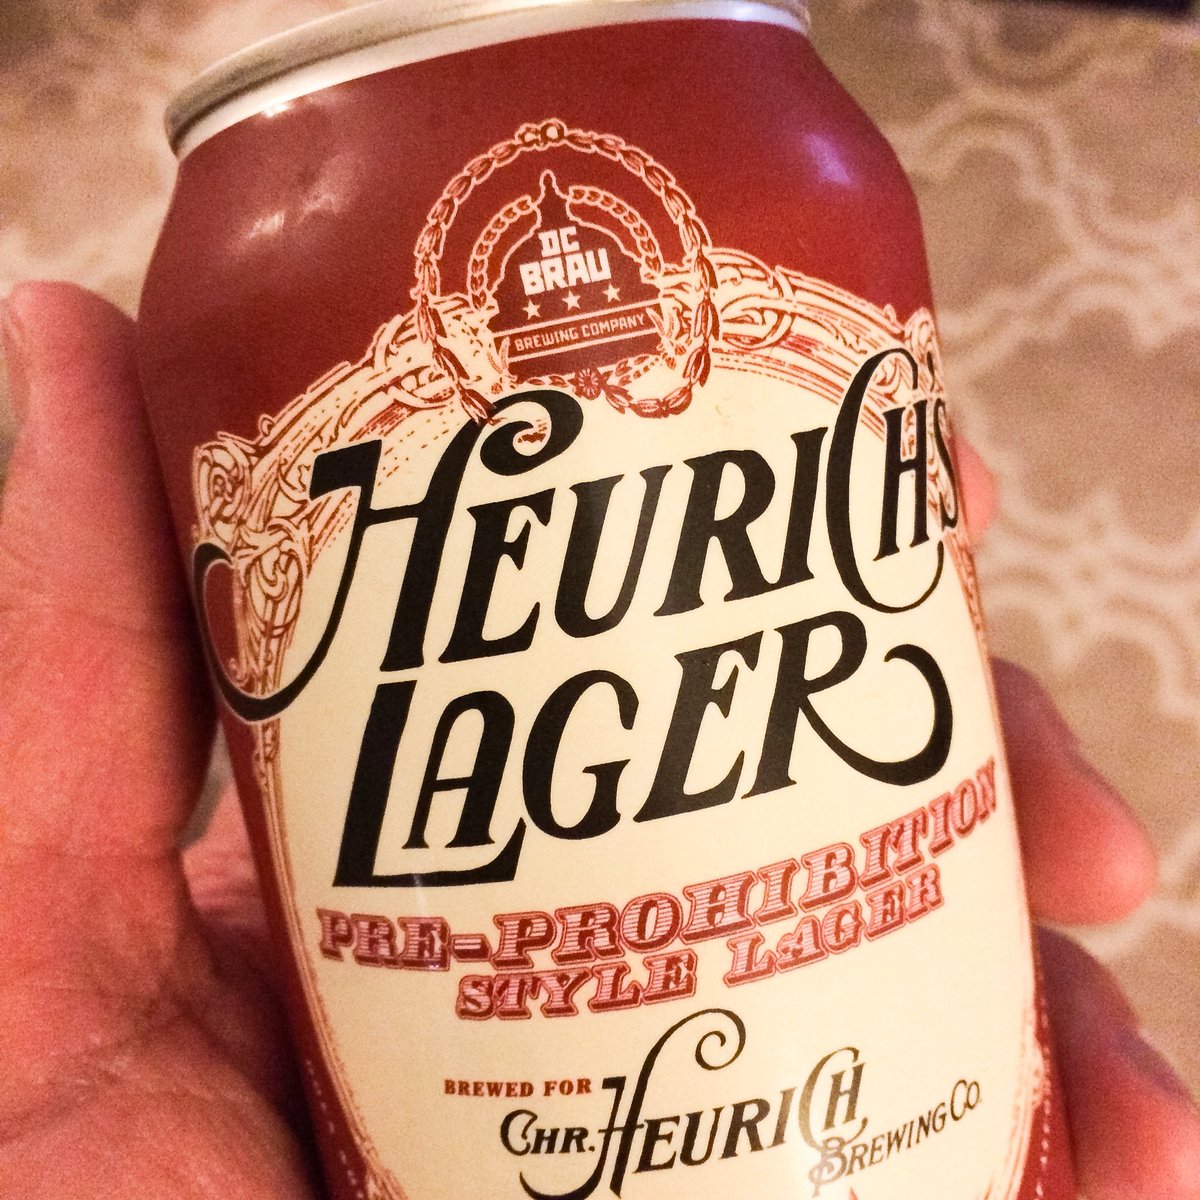 DC
BRAU
BREWING COMPANY
HEURICH'S
LAGER
PRE-PROHIBITION
STYLE LAGER
BREWED FOR
CHR. HEURICH
BREWING CO.